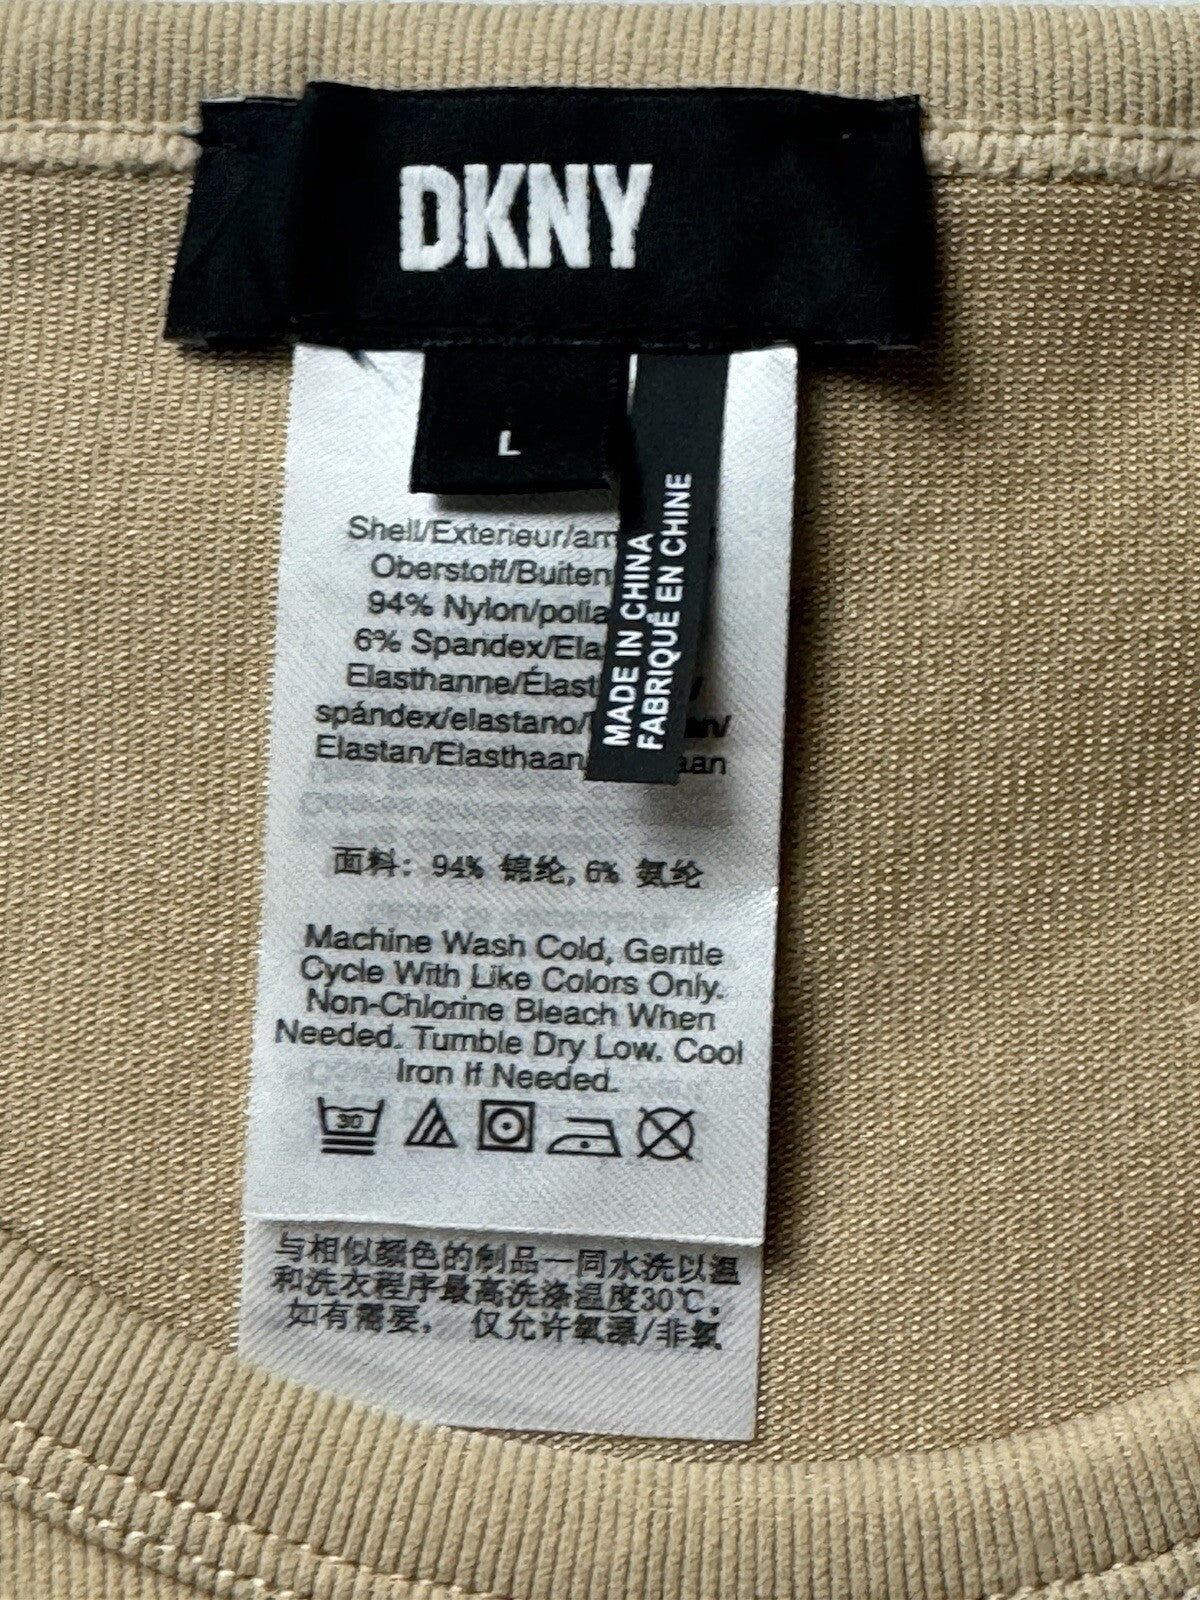 DKNY
L
MADE IN CHINA
FABRIQUÉ EN CHINE
Shell/Exterieur/
Oberstoff/Buiten
94% Nylon/
6% Spandex/
Elasthanne/
spándex/elastano/
Elastan/Elasthaan
面料: 94% 锦纶, 6% 氨纶
Machine Wash Cold, Gentle
Cycle With Like Colors Only.
Non-Chlorine Bleach When
Needed. Tumble Dry Low. Cool
Iron If Needed.
30
与相似颜色的制品一同水洗以温
和洗衣程序最高洗涤温度30℃。
如有需要, 仅允许氧漂/非氯